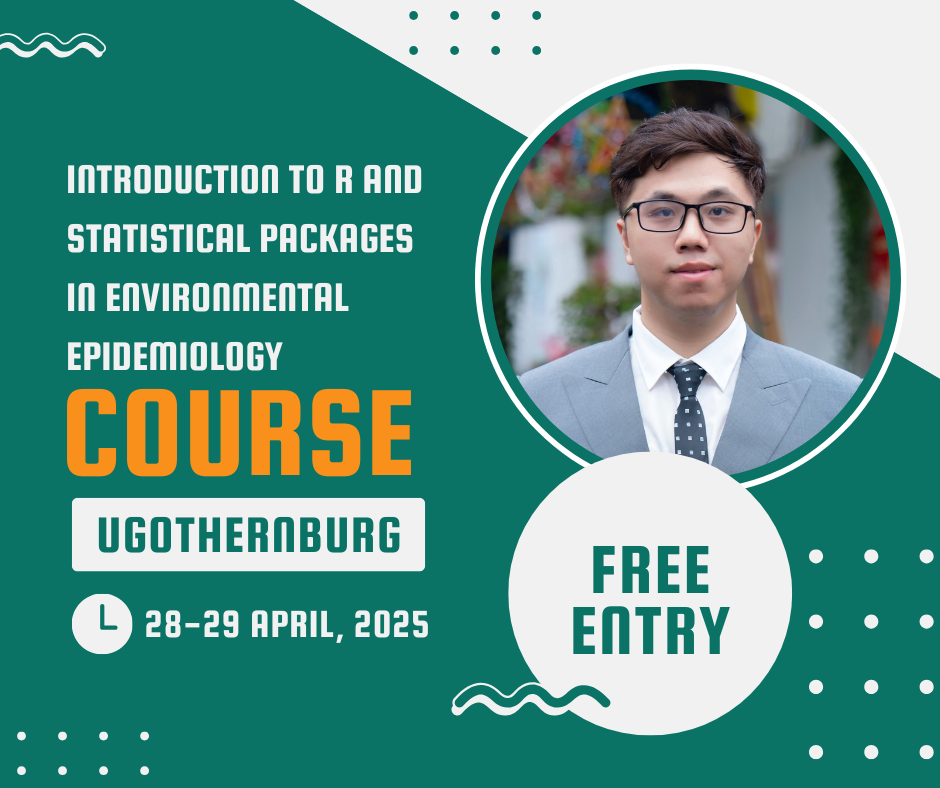 INTRODUCTION TO R AND
STATISTICAL PACKAGES
IN ENVIRONMENTAL
EPIDEMIOLOGY
COURSE
UGOTHERNBURG
28-29 APRIL, 2025
FREE
ENTRY